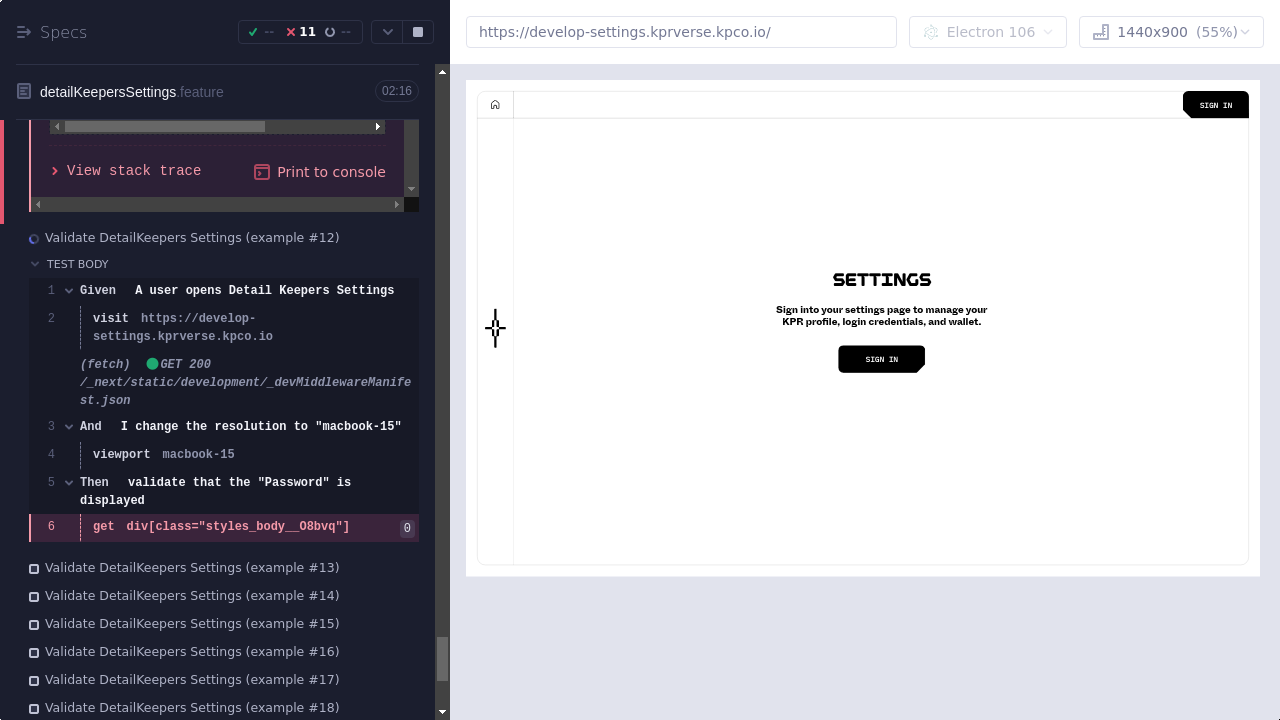 Specs
--
11
--
https://develop-settings.kprverse.kpco.io/
Electron 106
1440x900 (55%)
detailKeepersSettings.feature
02:16
View stack trace
Print to console
Validate DetailKeepers Settings (example #12)
TEST BODY
1 Given A user opens Detail Keepers Settings
2 visit https://develop-
settings.kprverse.kpco.io
(fetch) GET 200
/_next/static/development/_devMiddlewareManife
st.json
3 And I change the resolution to "macbook-15"
4 viewport macbook-15
5 Then validate that the "Password" is
displayed
6 get div[class="styles_body__O8bvq"]
0
Validate DetailKeepers Settings (example #13)
Validate DetailKeepers Settings (example #14)
Validate DetailKeepers Settings (example #15)
Validate DetailKeepers Settings (example #16)
Validate DetailKeepers Settings (example #17)
Validate DetailKeepers Settings (example #18)
SIGN IN
SETTINGS
Sign into your settings page to manage your
KPR profile, login credentials, and wallet.
SIGN IN